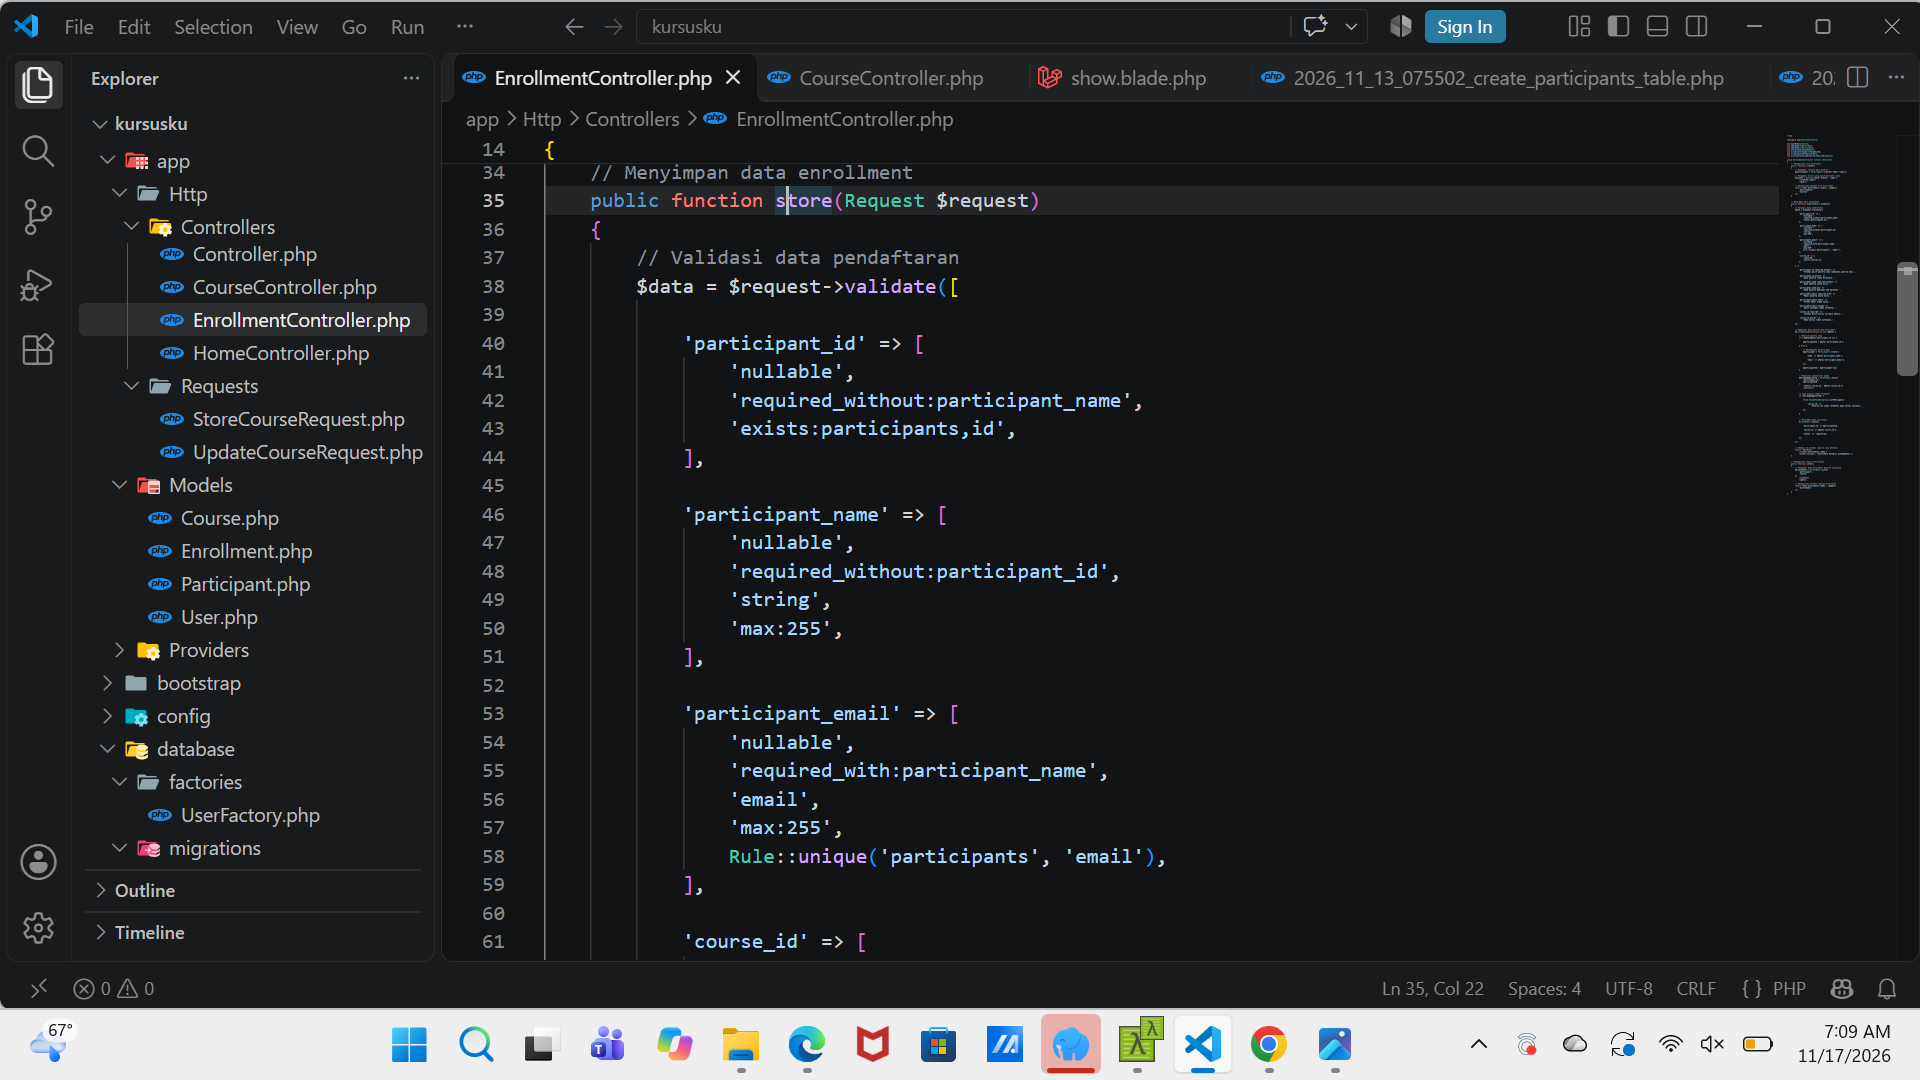 File Edit Selection View Go Run ···
kursusku
Sign In
Explorer
EnrollmentController.php
CourseController.php
show.blade.php
2026_11_13_075502_create_participants_table.php
20
app > Http > Controllers > EnrollmentController.php
kursusku
app
Http
Controllers
Controller.php
CourseController.php
EnrollmentController.php
HomeController.php
Requests
StoreCourseRequest.php
UpdateCourseRequest.php
Models
Course.php
Enrollment.php
Participant.php
User.php
Providers
bootstrap
config
database
factories
UserFactory.php
migrations
Outline
Timeline
14 {
34 // Menyimpan data enrollment
35 public function store(Request $request)
36 {
37 // Validasi data pendaftaran
38 $data = $request->validate([
39
40 'participant_id' => [
41 'nullable',
42 'required_without:participant_name',
43 'exists:participants,id',
44 ],
45
46 'participant_name' => [
47 'nullable',
48 'required_without:participant_id',
49 'string',
50 'max:255',
51 ],
52
53 'participant_email' => [
54 'nullable',
55 'required_with:participant_name',
56 'email',
57 'max:255',
58 Rule::unique('participants', 'email'),
59 ],
60
61 'course_id' => [
0 0
Ln 35, Col 22 Spaces: 4 UTF-8 CRLF { } PHP
67°
7:09 AM
11/17/2026